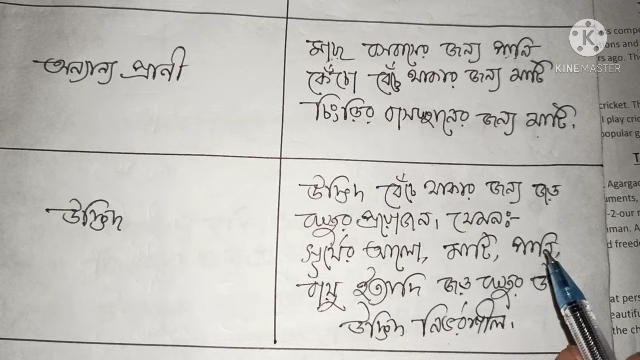 অন্যান্য প্রানী
মাছ বসবাসের জন্য পানি
কেঁচো বেঁচে থাকার জন্য মাটি
চিংড়ির বাসস্থানের জন্য মাটি।
উদ্ভিদ
উদ্ভিদ বেঁচে থাকার জন্য জড়
বস্তুর প্রয়োজন। যেমনঃ-
সূর্যের আলো, মাটি, পানি
বায়ু ইত্যাদি জড় বস্তুর উ
উদ্ভিদ নির্ভরশীল।
KINEMASTER